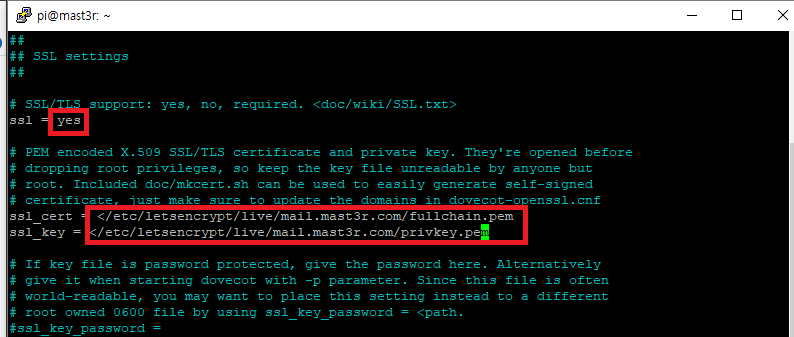 pi@mast3r: ~
##
## SSL settings
##
# SSL/TLS support: yes, no, required. <doc/wiki/SSL.txt>
ssl = yes
# PEM encoded X.509 SSL/TLS certificate and private key. They're opened before
# dropping root privileges, so keep the key file unreadable by anyone but
# root. Included doc/mkcert.sh can be used to easily generate self-signed
# certificate, just make sure to update the domains in dovecot-openssl.cnf
ssl_cert = </etc/letsencrypt/live/mail.mast3r.com/fullchain.pem
ssl_key = </etc/letsencrypt/live/mail.mast3r.com/privkey.pem
# If key file is password protected, give the password here. Alternatively
# give it when starting dovecot with -p parameter. Since this file is often
# world-readable, you may want to place this setting instead to a different
# root owned 0600 file by using ssl_key_password = <path.
#ssl_key_password =